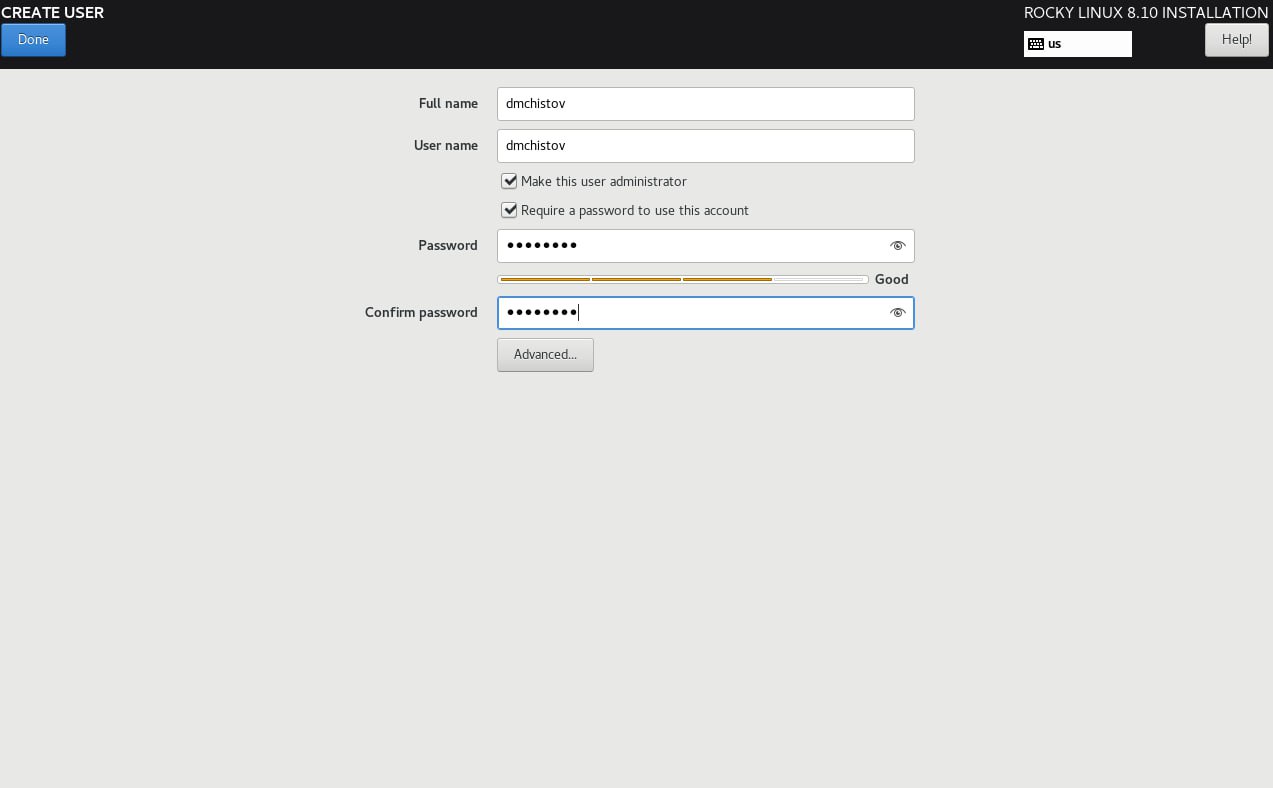 CREATE USER
ROCKY LINUX 8.10 INSTALLATION
Done
us
Help!
Full name
dmchistov
User name
dmchistov
Make this user administrator
Require a password to use this account
Password
••••••••
Good
Confirm password
••••••••
Advanced...